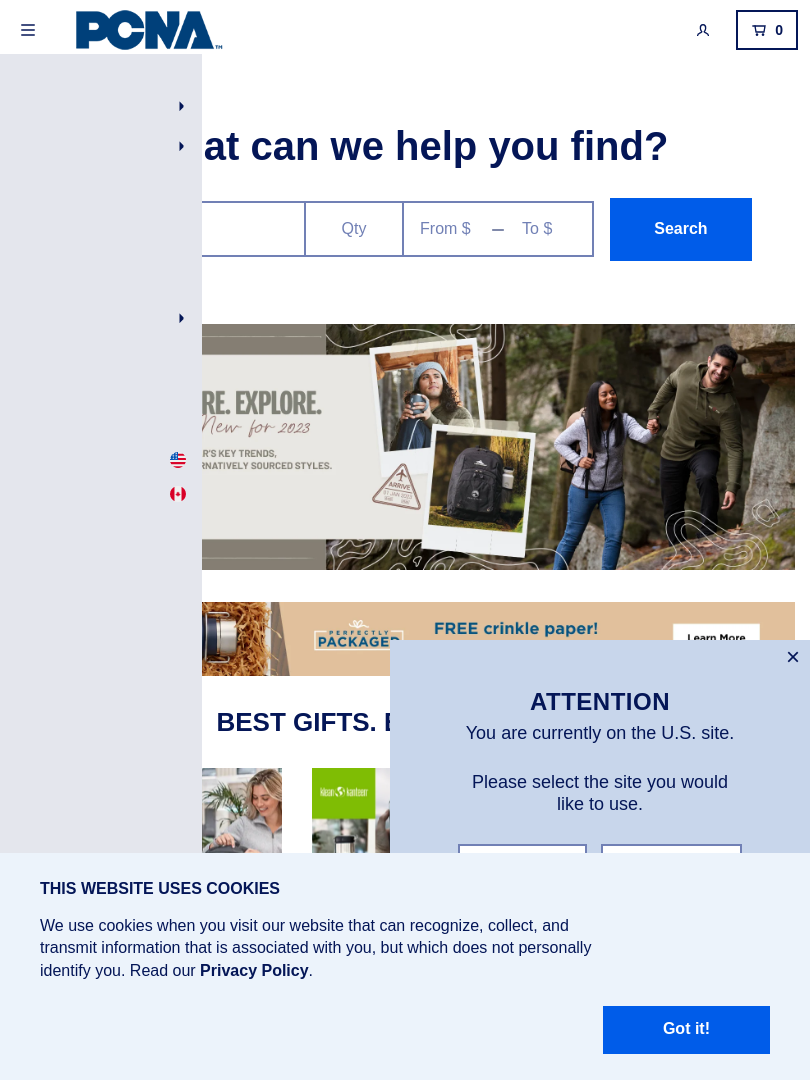 PCNA
TM
0
at can we help you find?
Qty
From $
To $
Search
RE. EXPLORE.
New for 2023
R'S KEY TRENDS,
RNATIVELY SOURCED STYLES.
ARRIVE
PERFECTLY
PACKAGED
FREE crinkle paper!
Learn More
BEST GIFTS.
klean kanteen
ATTENTION
You are currently on the U.S. site.
Please select the site you would
like to use.
THIS WEBSITE USES COOKIES
We use cookies when you visit our website that can recognize, collect, and
transmit information that is associated with you, but which does not personally
identify you. Read our Privacy Policy.
Got it!